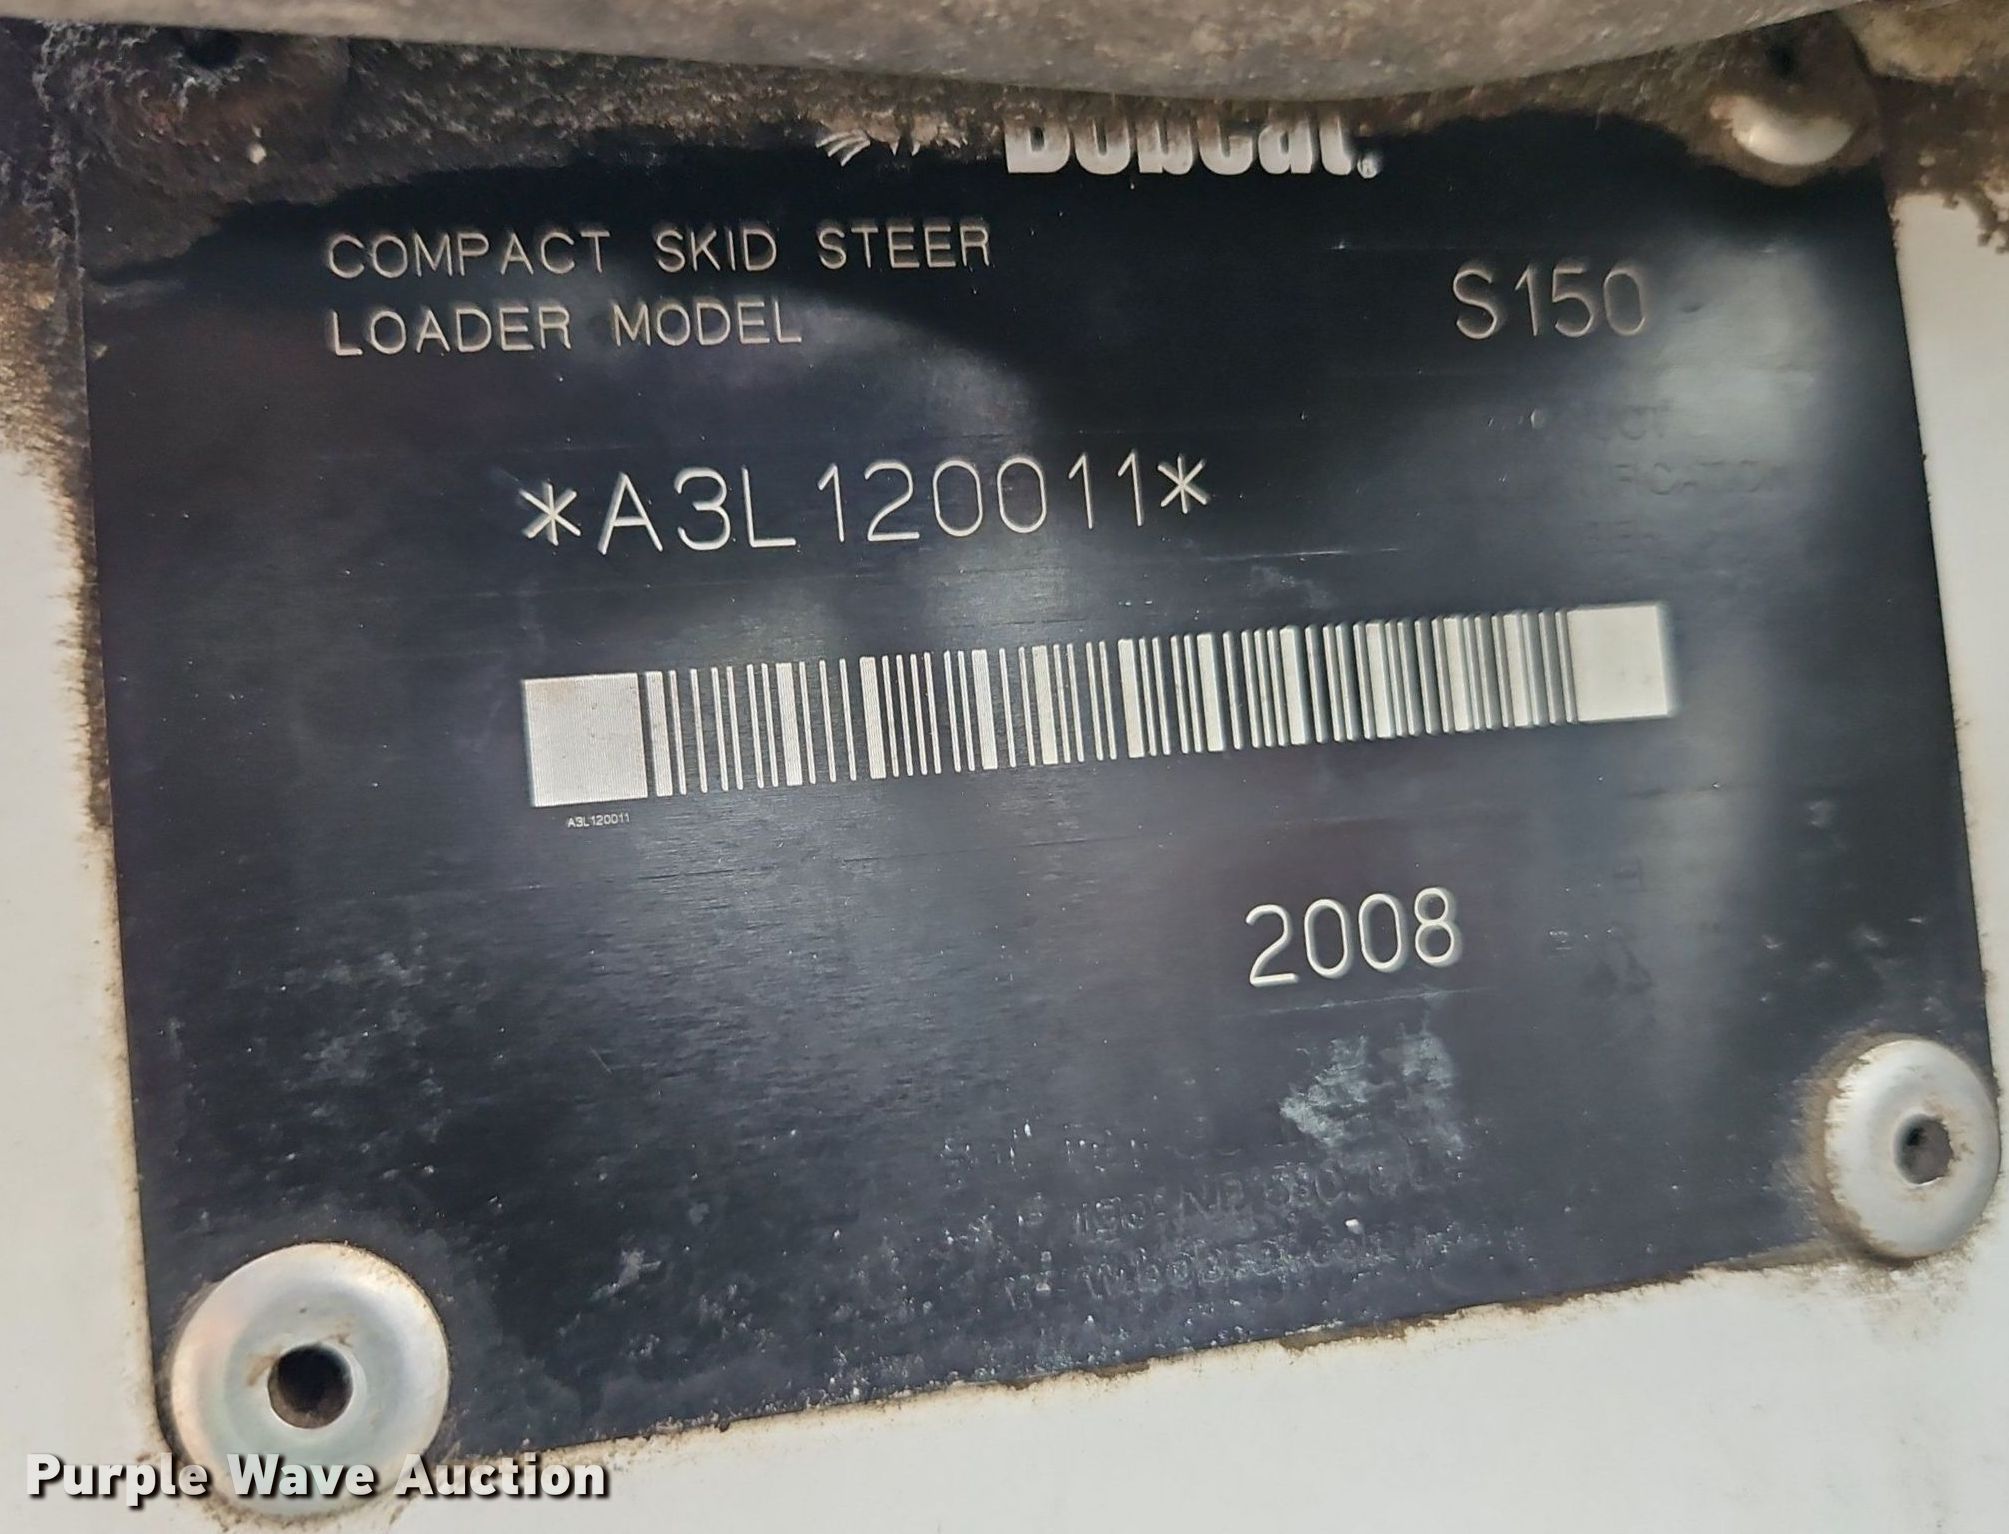 Bobcat®
COMPACT SKID STEER
LOADER MODEL
S150
*A3L120011*
A3L120011
2008
Purple Wave Auction